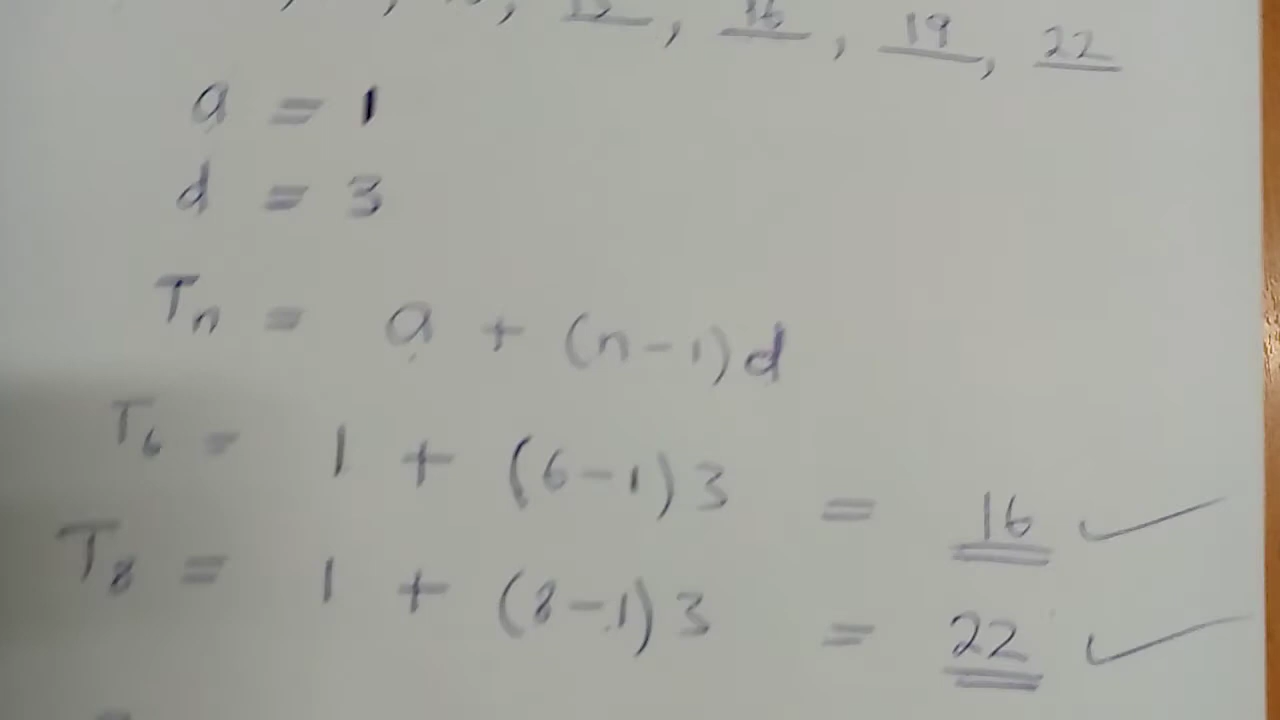 , 13, 16, 19, 22
a = 1
d = 3
Tn = a + (n-1)d
T6 = 1 + (6-1)3 = 16 ✓
T8 = 1 + (8-1)3 = 22 ✓